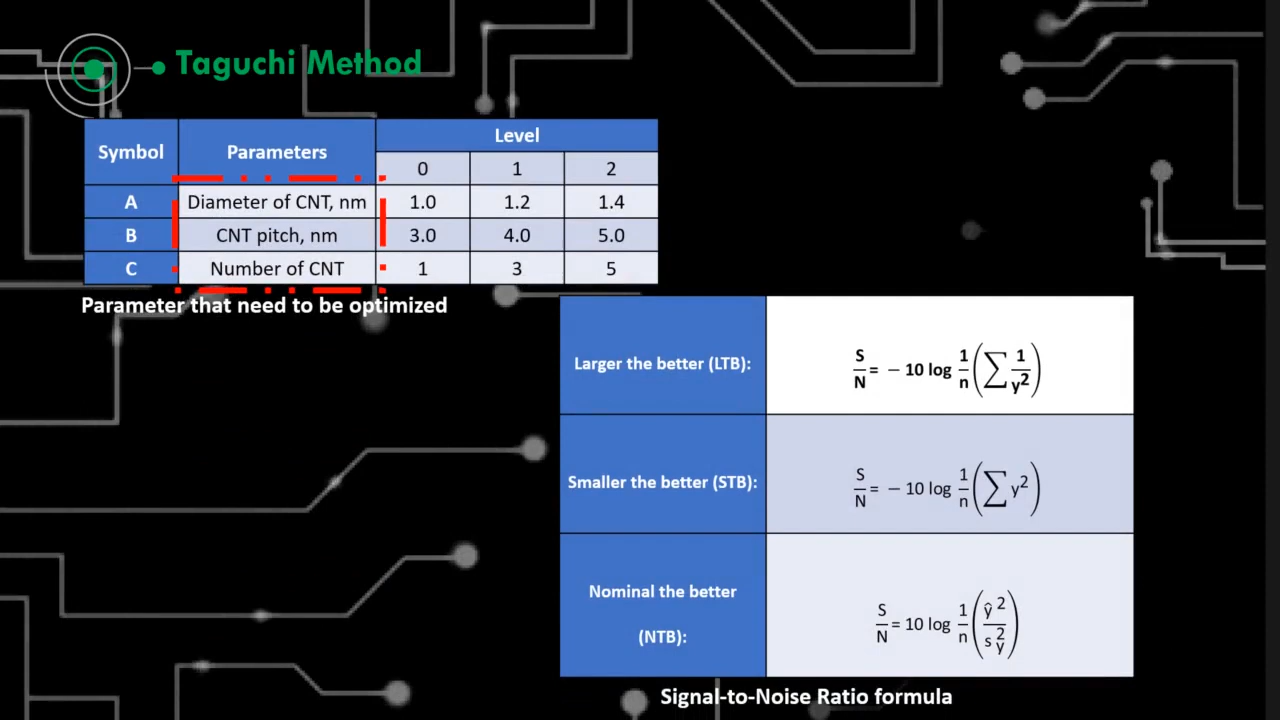 Taguchi Method
Symbol Parameters Level
0 1 2
A Diameter of CNT, nm 1.0 1.2 1.4
B CNT pitch, nm 3.0 4.0 5.0
C Number of CNT 1 3 5
Parameter that need to be optimized
Larger the better (LTB): S/N = − 10 log 1/n (∑ 1/y²)
Smaller the better (STB): S/N = − 10 log 1/n (∑ y²)
Nominal the better
(NTB): S/N = 10 log 1/n (ŷ²/s²y)
Signal-to-Noise Ratio formula